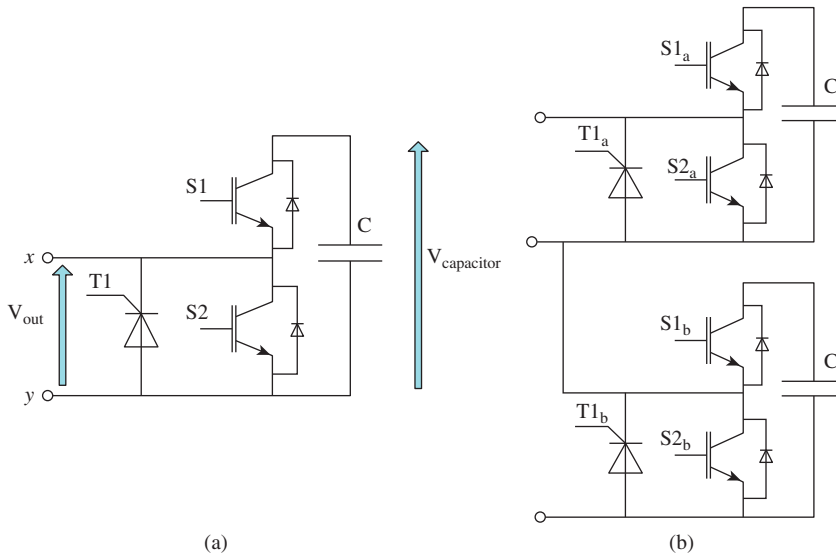 S1
C
x
T1
V_out
S2
y
V_capacitor
(a)
S1_a
C
T1_a
S2_a
S1_b
C
T1_b
S2_b
(b)